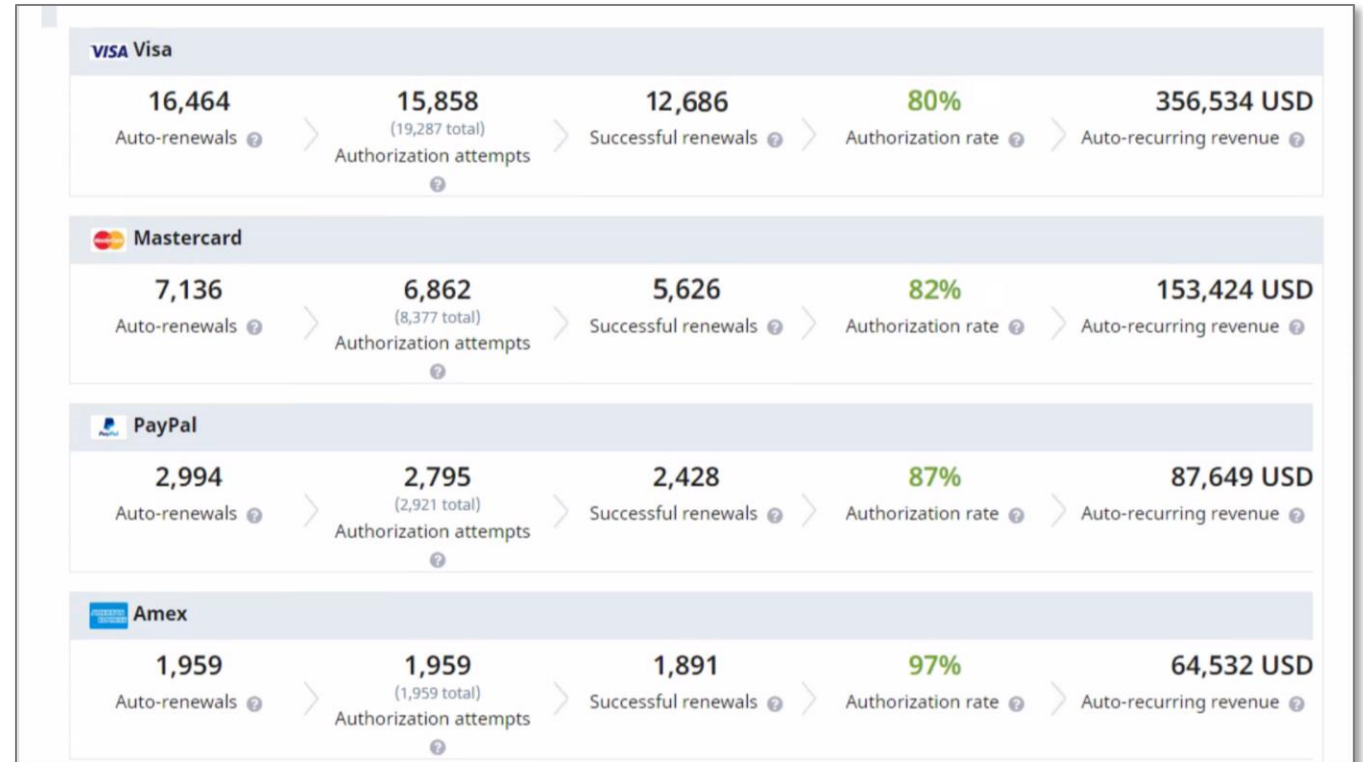 VISA Visa
16,464 15,858 12,686 80% 356,534 USD
Auto-renewals ? (19,287 total) Successful renewals ? Authorization rate ? Auto-recurring revenue ?
Authorization attempts
?
Mastercard
7,136 6,862 5,626 82% 153,424 USD
Auto-renewals ? (8,377 total) Successful renewals ? Authorization rate ? Auto-recurring revenue ?
Authorization attempts
?
PayPal PayPal
2,994 2,795 2,428 87% 87,649 USD
Auto-renewals ? (2,921 total) Successful renewals ? Authorization rate ? Auto-recurring revenue ?
Authorization attempts
?
AMERICAN EXPRESS Amex
1,959 1,959 1,891 97% 64,532 USD
Auto-renewals ? (1,959 total) Successful renewals ? Authorization rate ? Auto-recurring revenue ?
Authorization attempts
?